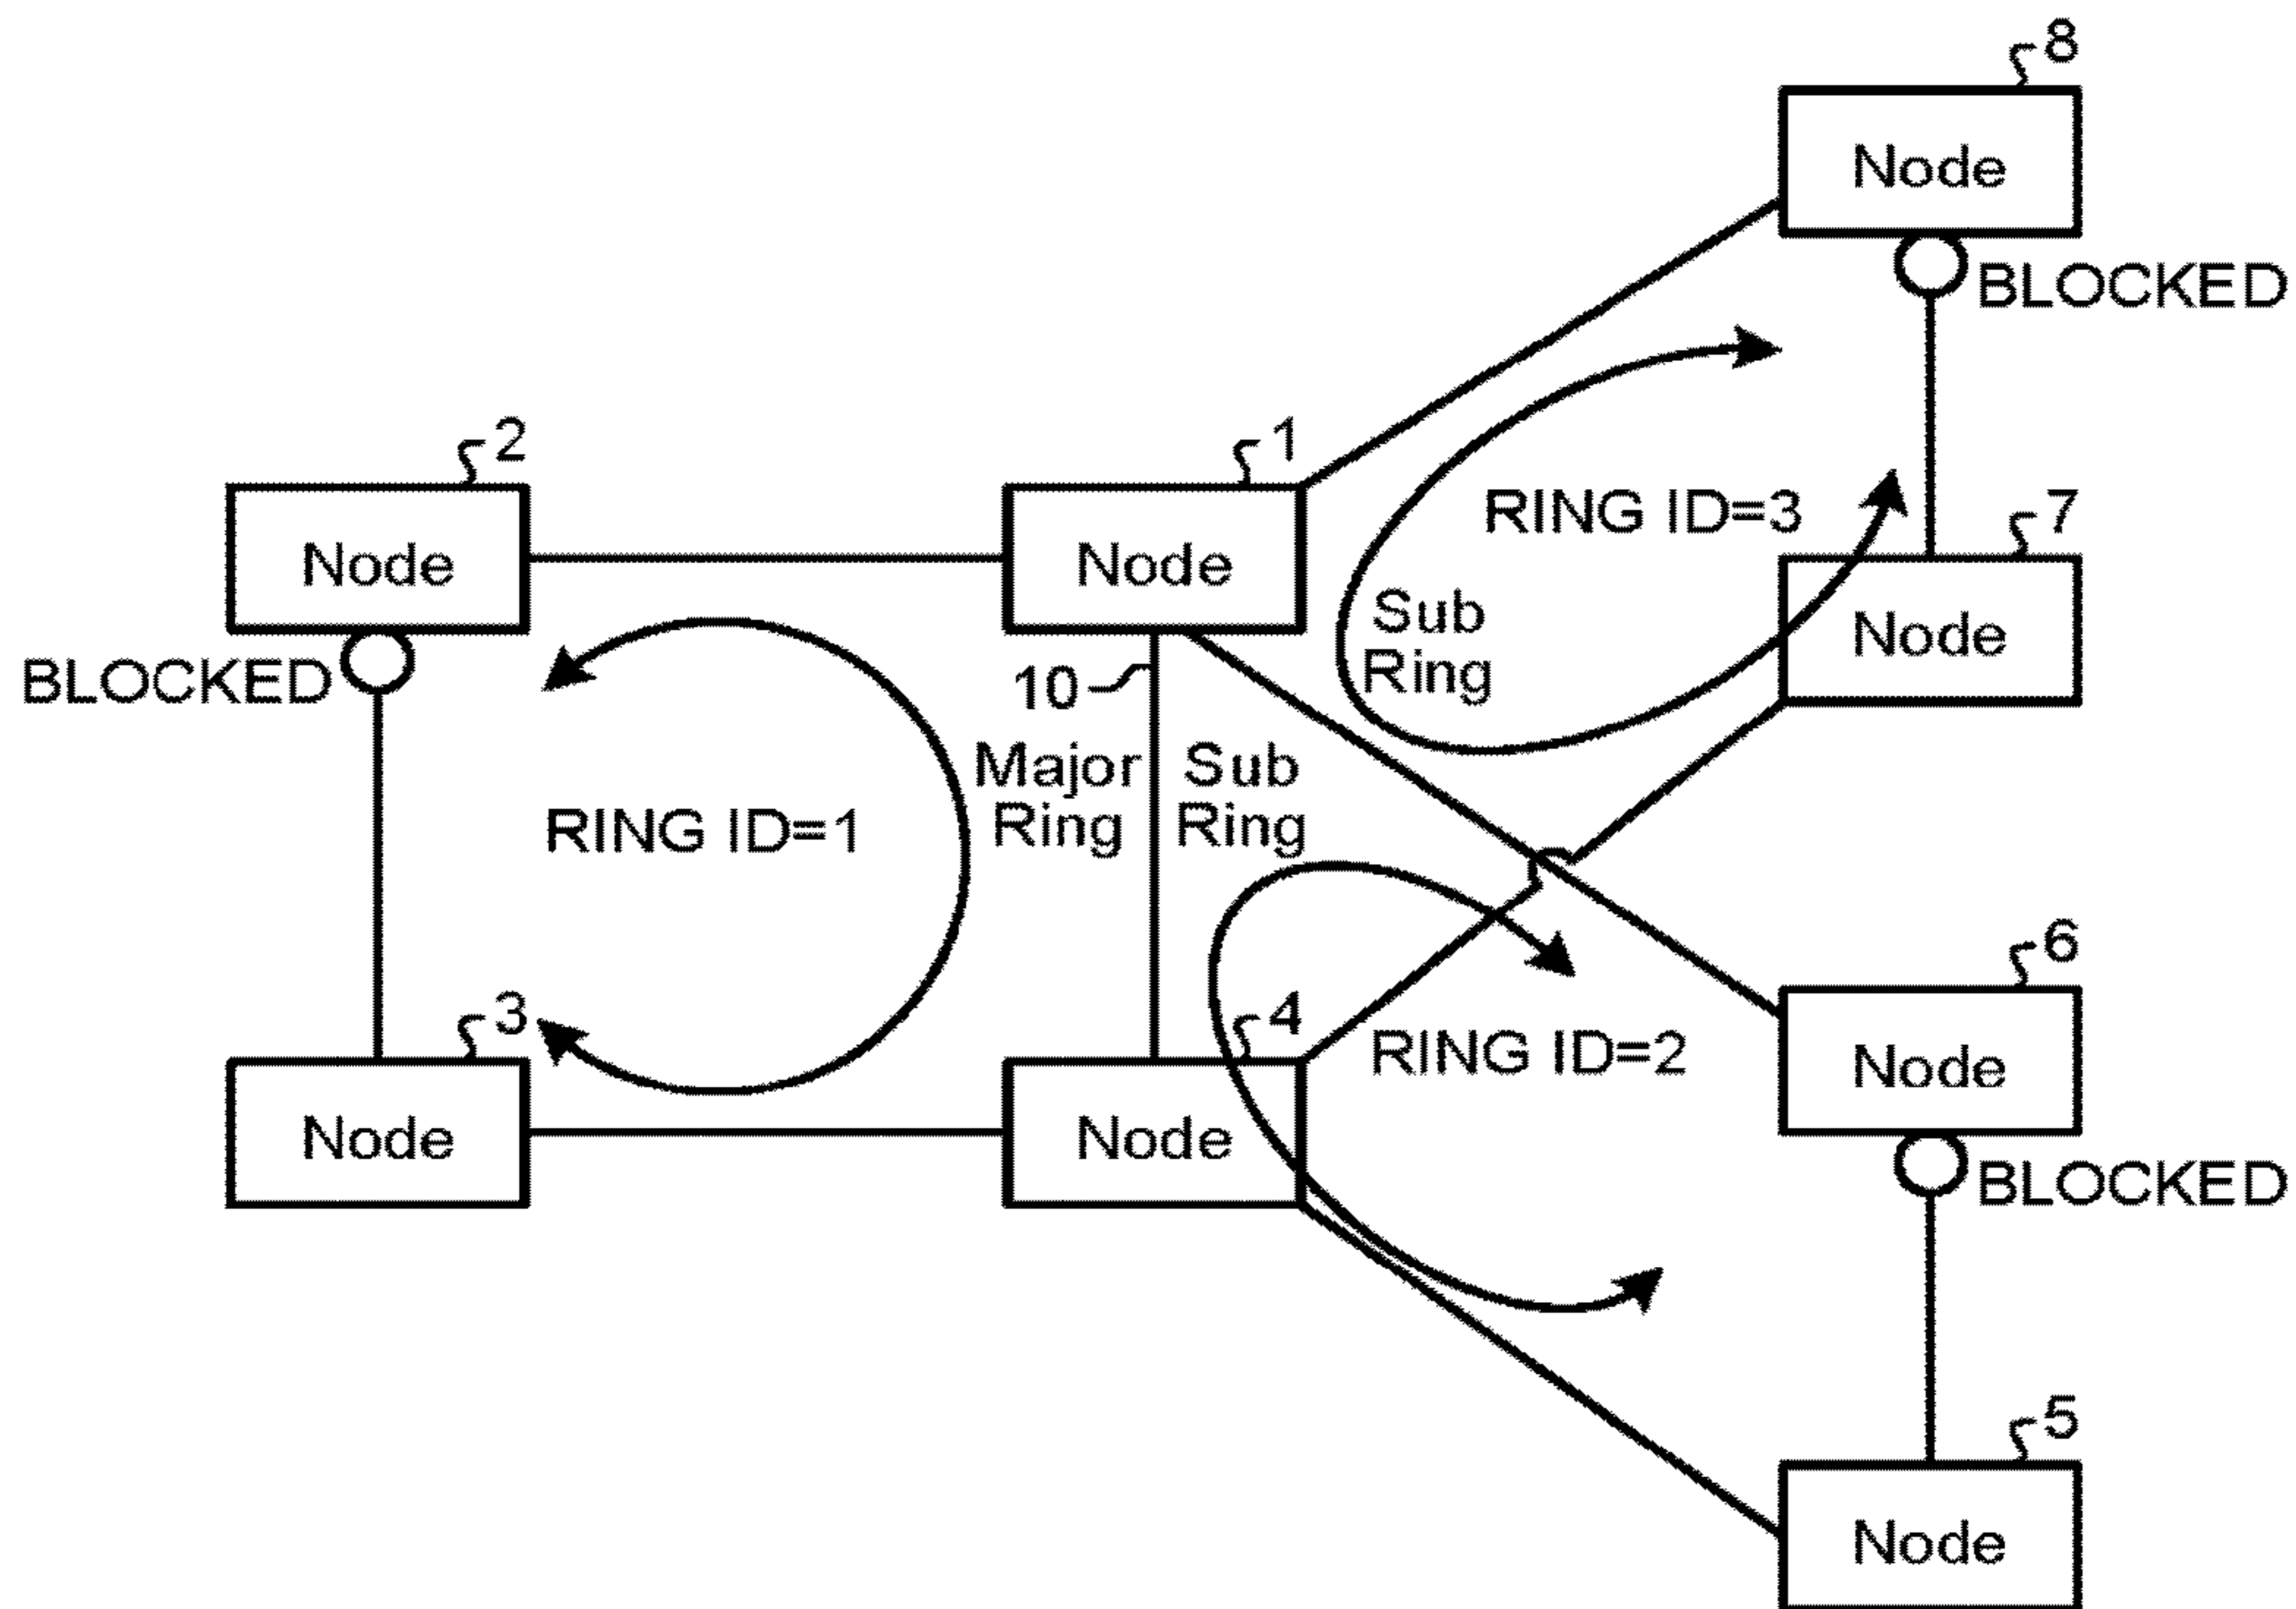 8
Node
BLOCKED
2
1
RING ID=3
7
Node
Node
Sub
Ring
Node
BLOCKED
10
Major
Ring
Sub
Ring
RING ID=1
6
3
4
RING ID=2
Node
Node
Node
BLOCKED
5
Node